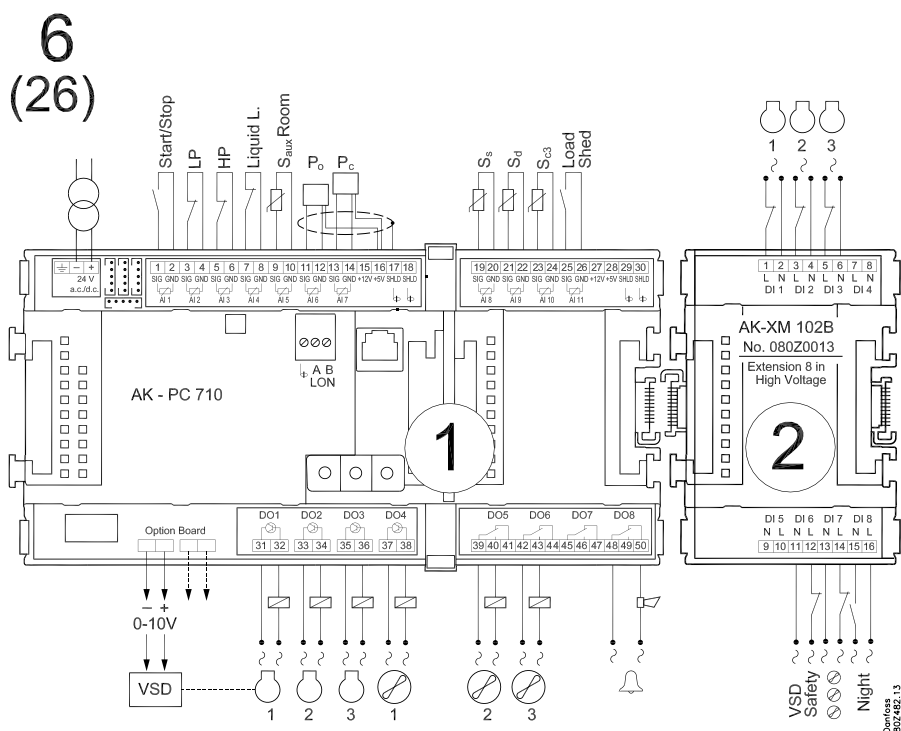 6
(26)
Start/Stop
LP
HP
Liquid L.
Saux Room
Po
Pc
Ss
Sd
Sc3
Load
Shed
1 2 3
− +
24 V
a.c./d.c.
1 2 3 4 5 6 7 8 9 10 11 12 13 14 15 16 17 18
SIG GND SIG GND SIG GND SIG GND SIG GND SIG GND SIG GND +12V +5V SHLD SHLD
AI 1 AI 2 AI 3 AI 4 AI 5 AI6 AI7
19 20 21 22 23 24 25 26 27 28 29 30
SIG GND SIG GND SIG GND SIG GND +12V +5V SHLD SHLD
AI 8 AI 9 AI 10 AI 11
1 2 3 4 5 6 7 8
L N L N L N L N
DI 1 DI 2 DI 3 DI 4
AK - PC 710
A B
LON
1
AK-XM 102B
No. 080Z0013
Extension 8 in
High Voltage
2
Option Board
DO1 DO2 DO3 DO4
31 32 33 34 35 36 37 38
DO5 DO6 DO7 DO8
39 40 41 42 43 44 45 46 47 48 49 50
DI 5 DI 6 DI 7 DI 8
N L N L N L N L
9 10 11 12 13 14 15 16
− +
0-10V
VSD
1 2 3 1
2 3
VSD
Safety
Night
Danfoss
80Z482.13